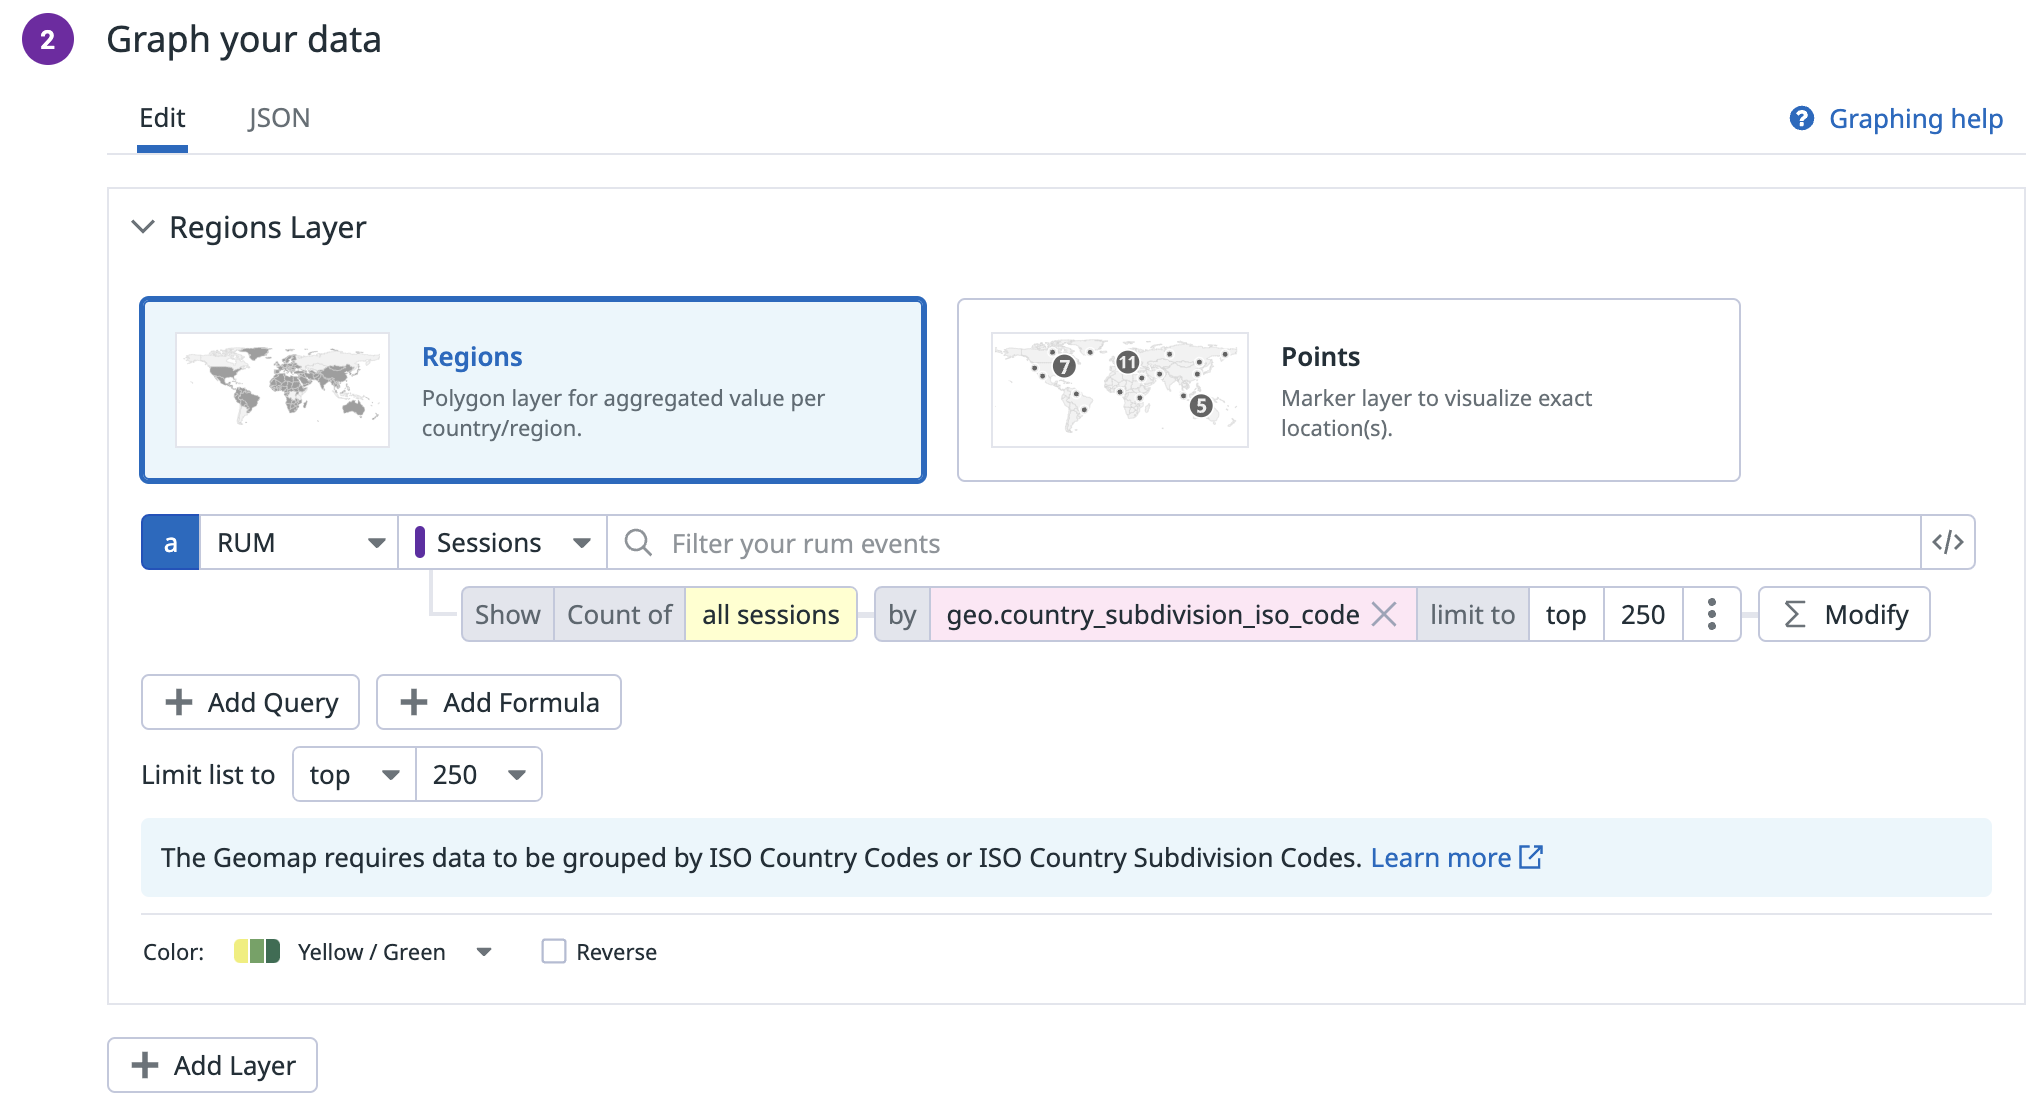 2 Graph your data
Edit JSON Graphing help
Regions Layer
Regions
Polygon layer for aggregated value per
country/region.
7 11 5
Points
Marker layer to visualize exact
location(s).
a RUM Sessions Filter your rum events </>
Show Count of all sessions by geo.country_subdivision_iso_code limit to top 250 Σ Modify
Add Query Add Formula
Limit list to top 250
The Geomap requires data to be grouped by ISO Country Codes or ISO Country Subdivision Codes. Learn more
Color: Yellow / Green Reverse
Add Layer